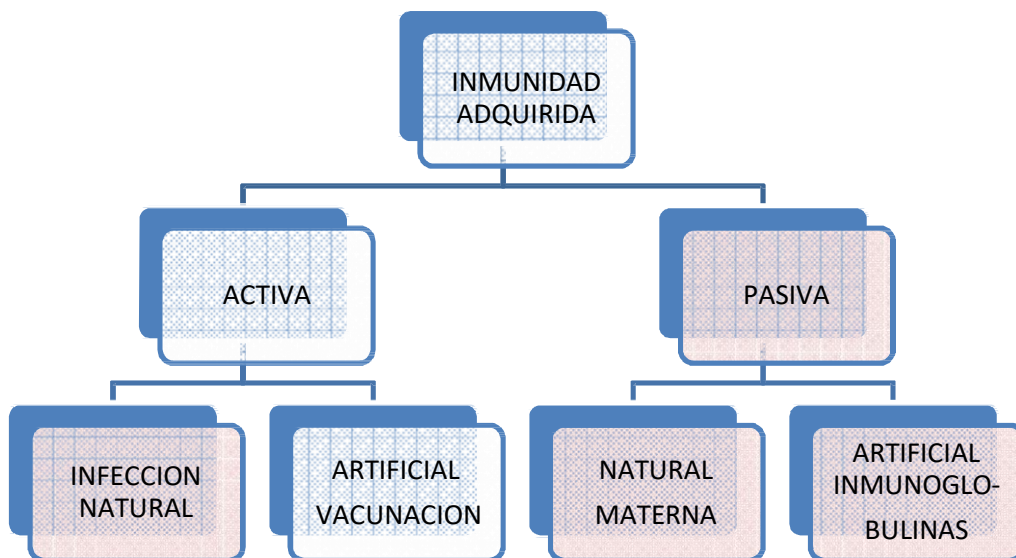 INMUNIDAD
ADQUIRIDA
ACTIVA
PASIVA
INFECCION
NATURAL
ARTIFICIAL
VACUNACION
NATURAL
MATERNA
ARTIFICIAL
INMUNOGLO-
BULINAS